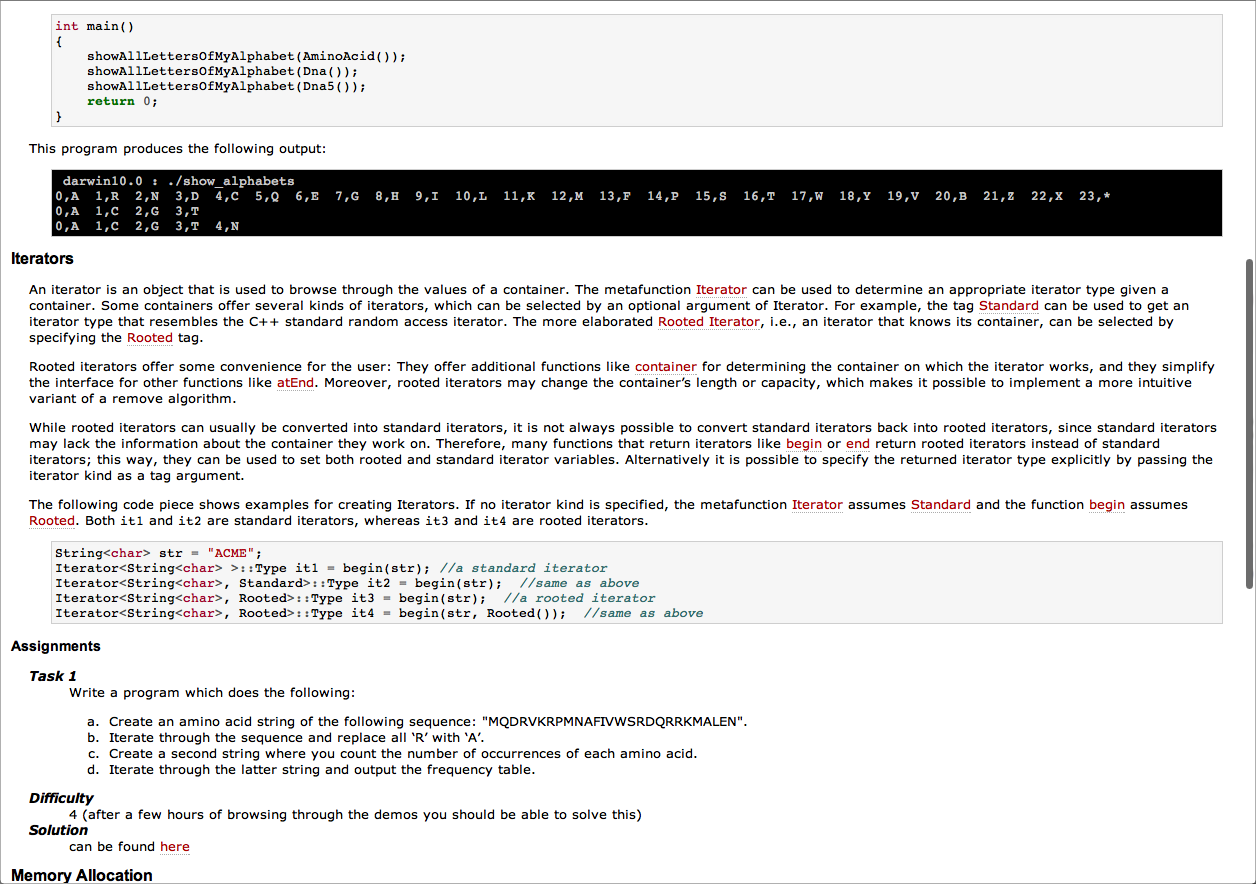 int main()
{
    showAllLettersOfMyAlphabet(AminoAcid());
    showAllLettersOfMyAlphabet(Dna());
    showAllLettersOfMyAlphabet(Dna5());
    return 0;
}
This program produces the following output:
darwin10.0 : ./show_alphabets
0,A  1,R  2,N  3,D  4,C  5,Q  6,E  7,G  8,H  9,I  10,L  11,K  12,M  13,F  14,P  15,S  16,T  17,W  18,Y  19,V  20,B  21,Z  22,X  23,*
0,A  1,C  2,G  3,T
0,A  1,C  2,G  3,T  4,N
Iterators
An iterator is an object that is used to browse through the values of a container. The metafunction Iterator can be used to determine an appropriate iterator type given a
container. Some containers offer several kinds of iterators, which can be selected by an optional argument of Iterator. For example, the tag Standard can be used to get an
iterator type that resembles the C++ standard random access iterator. The more elaborated Rooted Iterator, i.e., an iterator that knows its container, can be selected by
specifying the Rooted tag.
Rooted iterators offer some convenience for the user: They offer additional functions like container for determining the container on which the iterator works, and they simplify
the interface for other functions like atEnd. Moreover, rooted iterators may change the container's length or capacity, which makes it possible to implement a more intuitive
variant of a remove algorithm.
While rooted iterators can usually be converted into standard iterators, it is not always possible to convert standard iterators back into rooted iterators, since standard iterators
may lack the information about the container they work on. Therefore, many functions that return iterators like begin or end return rooted iterators instead of standard
iterators; this way, they can be used to set both rooted and standard iterator variables. Alternatively it is possible to specify the returned iterator type explicitly by passing the
iterator kind as a tag argument.
The following code piece shows examples for creating Iterators. If no iterator kind is specified, the metafunction Iterator assumes Standard and the function begin assumes
Rooted. Both it1 and it2 are standard iterators, whereas it3 and it4 are rooted iterators.
String<char> str = "ACME";
Iterator<String<char> >::Type it1 = begin(str); //a standard iterator
Iterator<String<char>, Standard>::Type it2 = begin(str);  //same as above
Iterator<String<char>, Rooted>::Type it3 = begin(str);  //a rooted iterator
Iterator<String<char>, Rooted>::Type it4 = begin(str, Rooted());  //same as above
Assignments
Task 1
Write a program which does the following:
a. Create an amino acid string of the following sequence: "MQDRVKRPMNAFIVWSRDQRRKMALEN".
b. Iterate through the sequence and replace all ‘R’ with ‘A’.
c. Create a second string where you count the number of occurrences of each amino acid.
d. Iterate through the latter string and output the frequency table.
Difficulty
4 (after a few hours of browsing through the demos you should be able to solve this)
Solution
can be found here
Memory Allocation